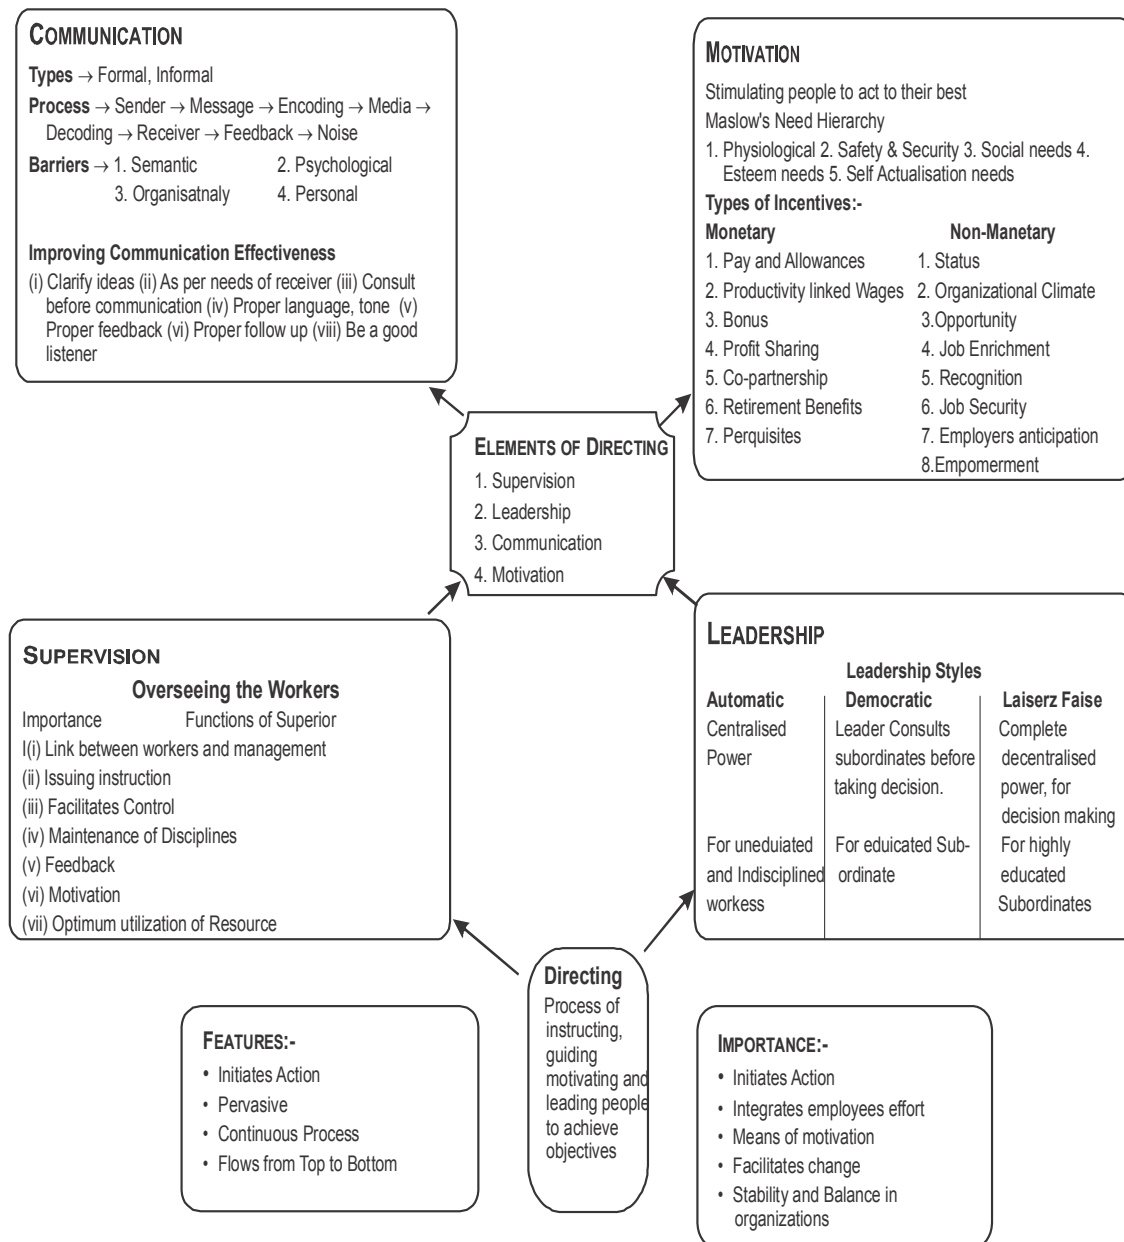 COMMUNICATION
Types → Formal, Informal
Process → Sender → Message → Encoding → Media →
Decoding → Receiver → Feedback → Noise
Barriers → 1. Semantic 2. Psychological
3. Organisatnaly 4. Personal
Improving Communication Effectiveness
(i) Clarify ideas (ii) As per needs of receiver (iii) Consult
before communication (iv) Proper language, tone (v)
Proper feedback (vi) Proper follow up (viii) Be a good
listener
MOTIVATION
Stimulating people to act to their best
Maslow's Need Hierarchy
1. Physiological 2. Safety & Security 3. Social needs 4.
Esteem needs 5. Self Actualisation needs
Types of Incentives:-
Monetary Non-Manetary
1. Pay and Allowances 1. Status
2. Productivity linked Wages 2. Organizational Climate
3. Bonus 3.Opportunity
4. Profit Sharing 4. Job Enrichment
5. Co-partnership 5. Recognition
6. Retirement Benefits 6. Job Security
7. Perquisites 7. Employers anticipation
8.Empomerment
ELEMENTS OF DIRECTING
1. Supervision
2. Leadership
3. Communication
4. Motivation
SUPERVISION
Overseeing the Workers
Importance Functions of Superior
I(i) Link between workers and management
(ii) Issuing instruction
(iii) Facilitates Control
(iv) Maintenance of Disciplines
(v) Feedback
(vi) Motivation
(vii) Optimum utilization of Resource
LEADERSHIP
Leadership Styles
Automatic Democratic Laiserz Faise
Centralised Leader Consults Complete
Power subordinates before decentralised
taking decision. power, for
decision making
For uneduiated For eduicated Sub- For highly
and Indisciplined ordinate educated
workess Subordinates
Directing
Process of
instructing,
guiding
motivating and
leading people
to achieve
objectives
FEATURES:-
• Initiates Action
• Pervasive
• Continuous Process
• Flows from Top to Bottom
IMPORTANCE:-
• Initiates Action
• Integrates employees effort
• Means of motivation
• Facilitates change
• Stability and Balance in
organizations